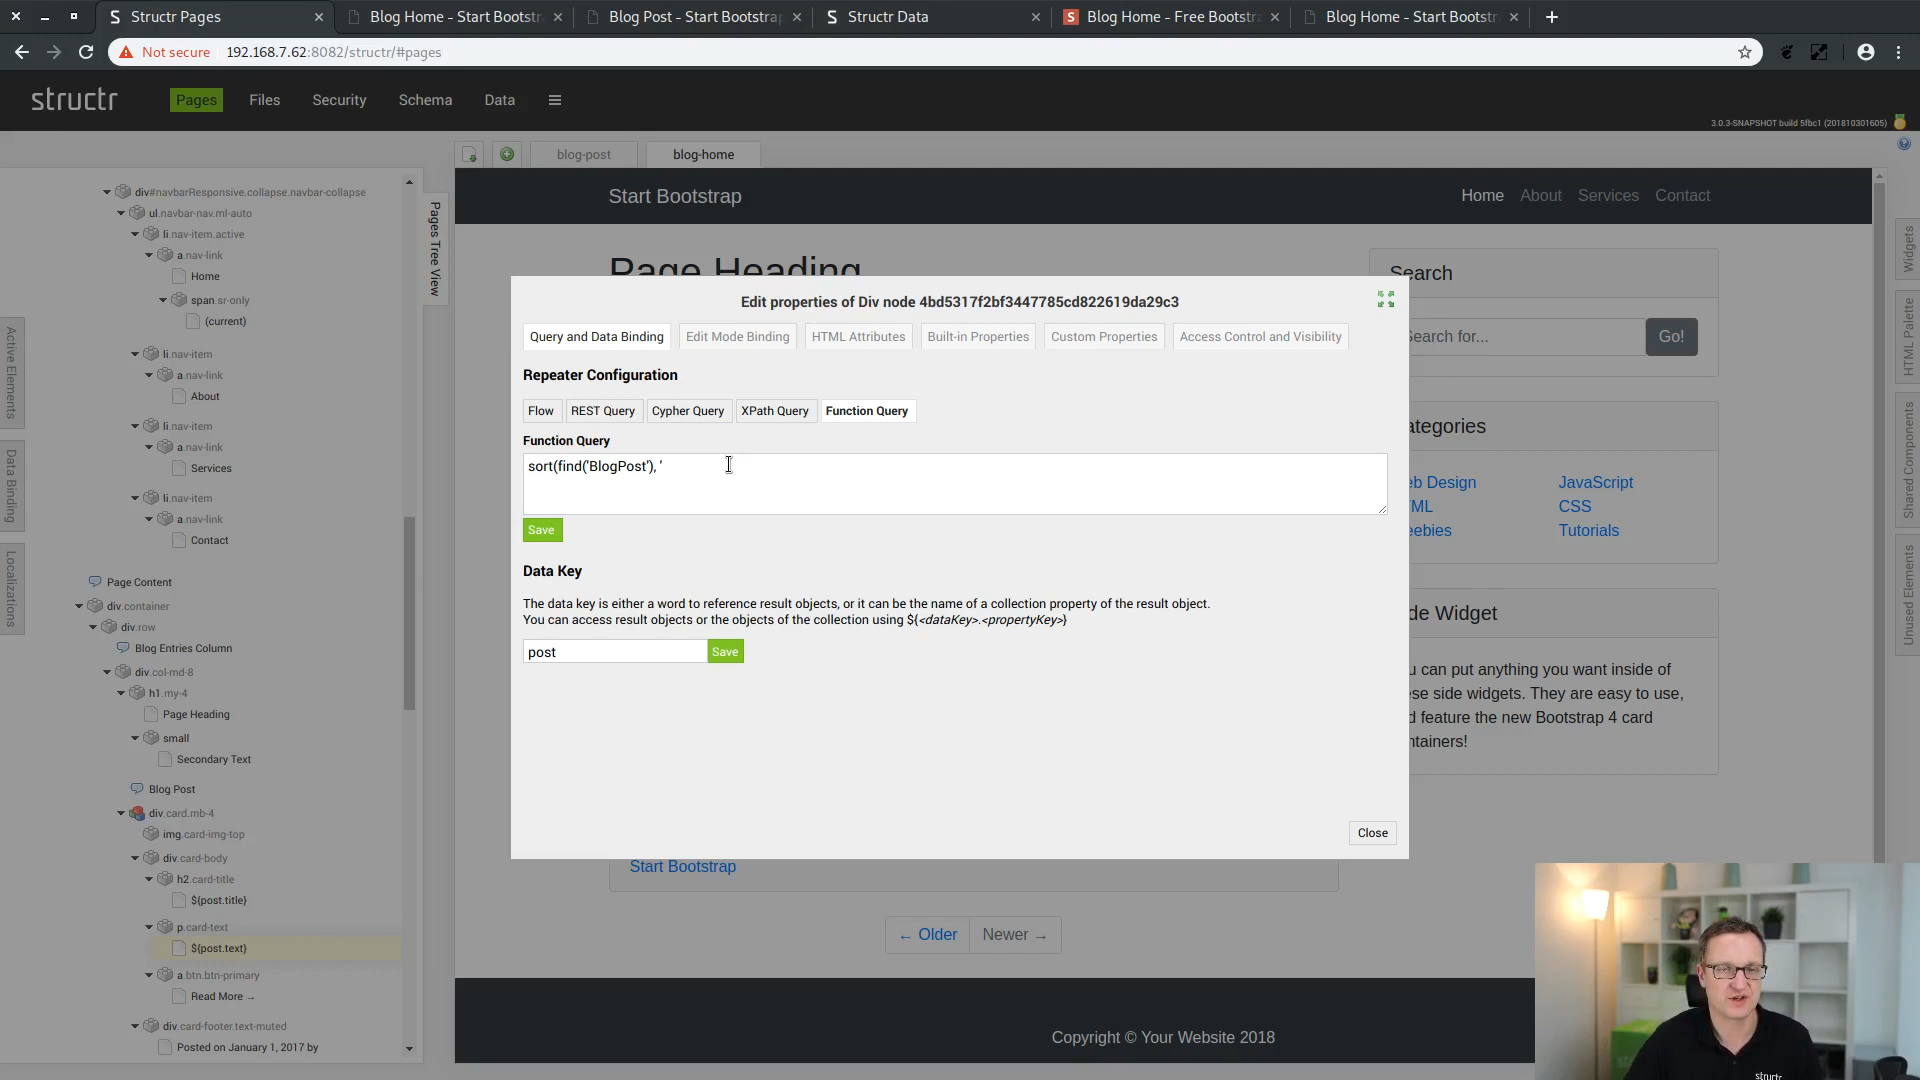 Structr Pages
Blog Home - Start Bootst
Blog Post - Start Bootstra
Structr Data
Blog Home - Free Bootst
Blog Home - Start Bootst
Not secure
192.168.7.62:8082/structr/#pages
structr
Pages
Files
Security
Schema
Data
3.0.3-SNAPSHOT build 5fbc1 (201810301605)
blog-post
blog-home
Pages Tree View
Active Elements
Data Binding
Localizations
div#navbarResponsive.collapse.navbar-collapse
ul.navbar-nav.ml-auto
li.nav-item.active
a.nav-link
Home
span.sr-only
(current)
li.nav-item
a.nav-link
About
li.nav-item
a.nav-link
Services
li.nav-item
a.nav-link
Contact
Page Content
div.container
div.row
Blog Entries Column
div.col-md-8
h1.my-4
Page Heading
small
Secondary Text
Blog Post
div.card.mb-4
img.card-img-top
div.card-body
h2.card-title
${post.title}
p.card-text
${post.text}
a.btn.btn-primary
Read More →
div.card-footer.text-muted
Posted on January 1, 2017 by
Start Bootstrap
Home
About
Services
Contact
Page Heading
Edit properties of Div node 4bd5317f2bf3447785cd822619da29c3
Query and Data Binding
Edit Mode Binding
HTML Attributes
Built-in Properties
Custom Properties
Access Control and Visibility
Repeater Configuration
Flow
REST Query
Cypher Query
XPath Query
Function Query
Function Query
sort(find('BlogPost'), '
Save
Data Key
The data key is either a word to reference result objects, or it can be the name of a collection property of the result object.
You can access result objects or the objects of the collection using ${<dataKey>.<propertyKey>}
post
Save
Close
Start Bootstrap
← Older
Newer →
Copyright © Your Website 2018
Search
earch for...
Go!
ategories
eb Design
JavaScript
ML
CSS
eebies
Tutorials
de Widget
u can put anything you want inside of
ese side widgets. They are easy to use,
d feature the new Bootstrap 4 card
ntainers!
Widgets
HTML Palette
Shared Components
Unused Elements
structr